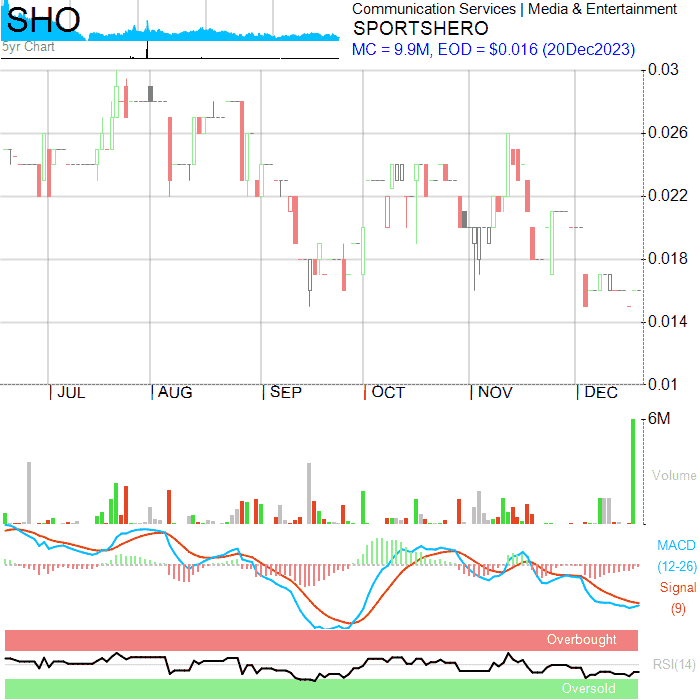 SHO
5yr Chart
Communication Services | Media & Entertainment
SPORTSHERO
MC = 9.9M, EOD = $0.016 (20Dec2023)
0.03
0.026
0.022
0.018
0.014
0.01
| JUL | AUG | SEP | OCT | NOV | DEC
6M
Volume
MACD
(12-26)
Signal
(9)
Overbought
RSI(14)
Oversold